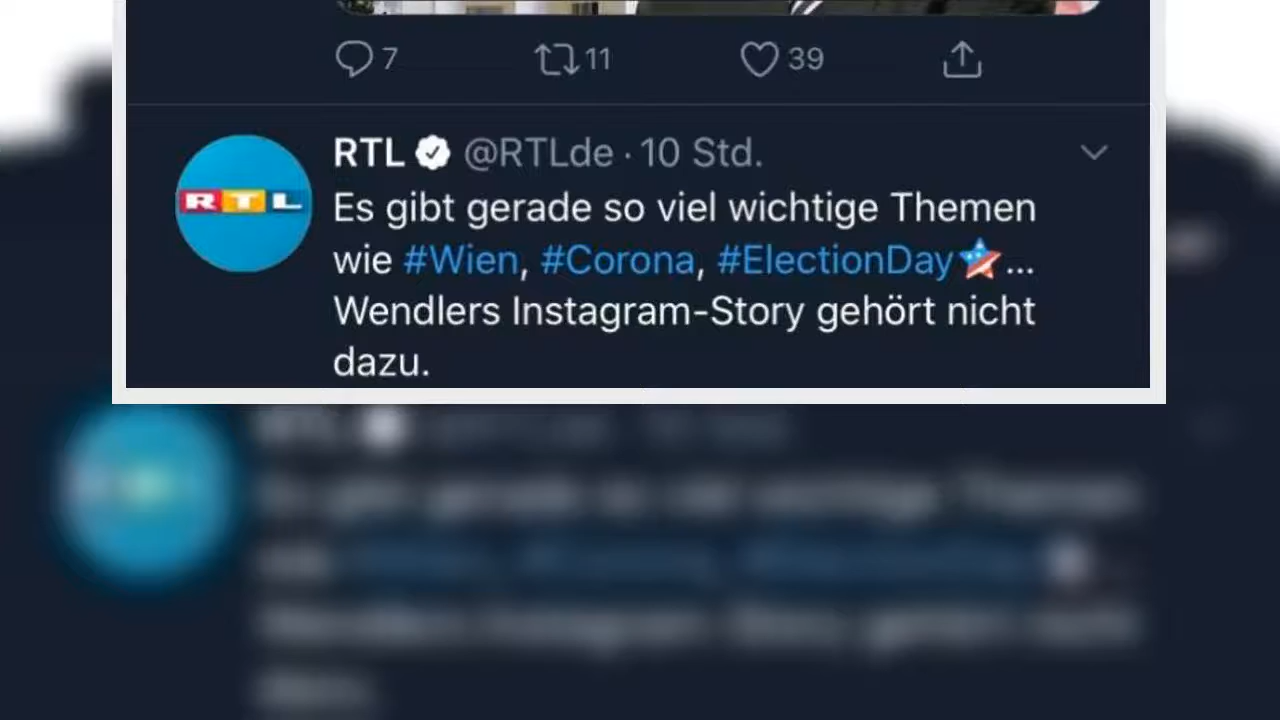 7 11 39
RTL @RTLde · 10 Std.
RTL
Es gibt gerade so viel wichtige Themen
wie #Wien, #Corona, #ElectionDay...
Wendlers Instagram-Story gehört nicht
dazu.